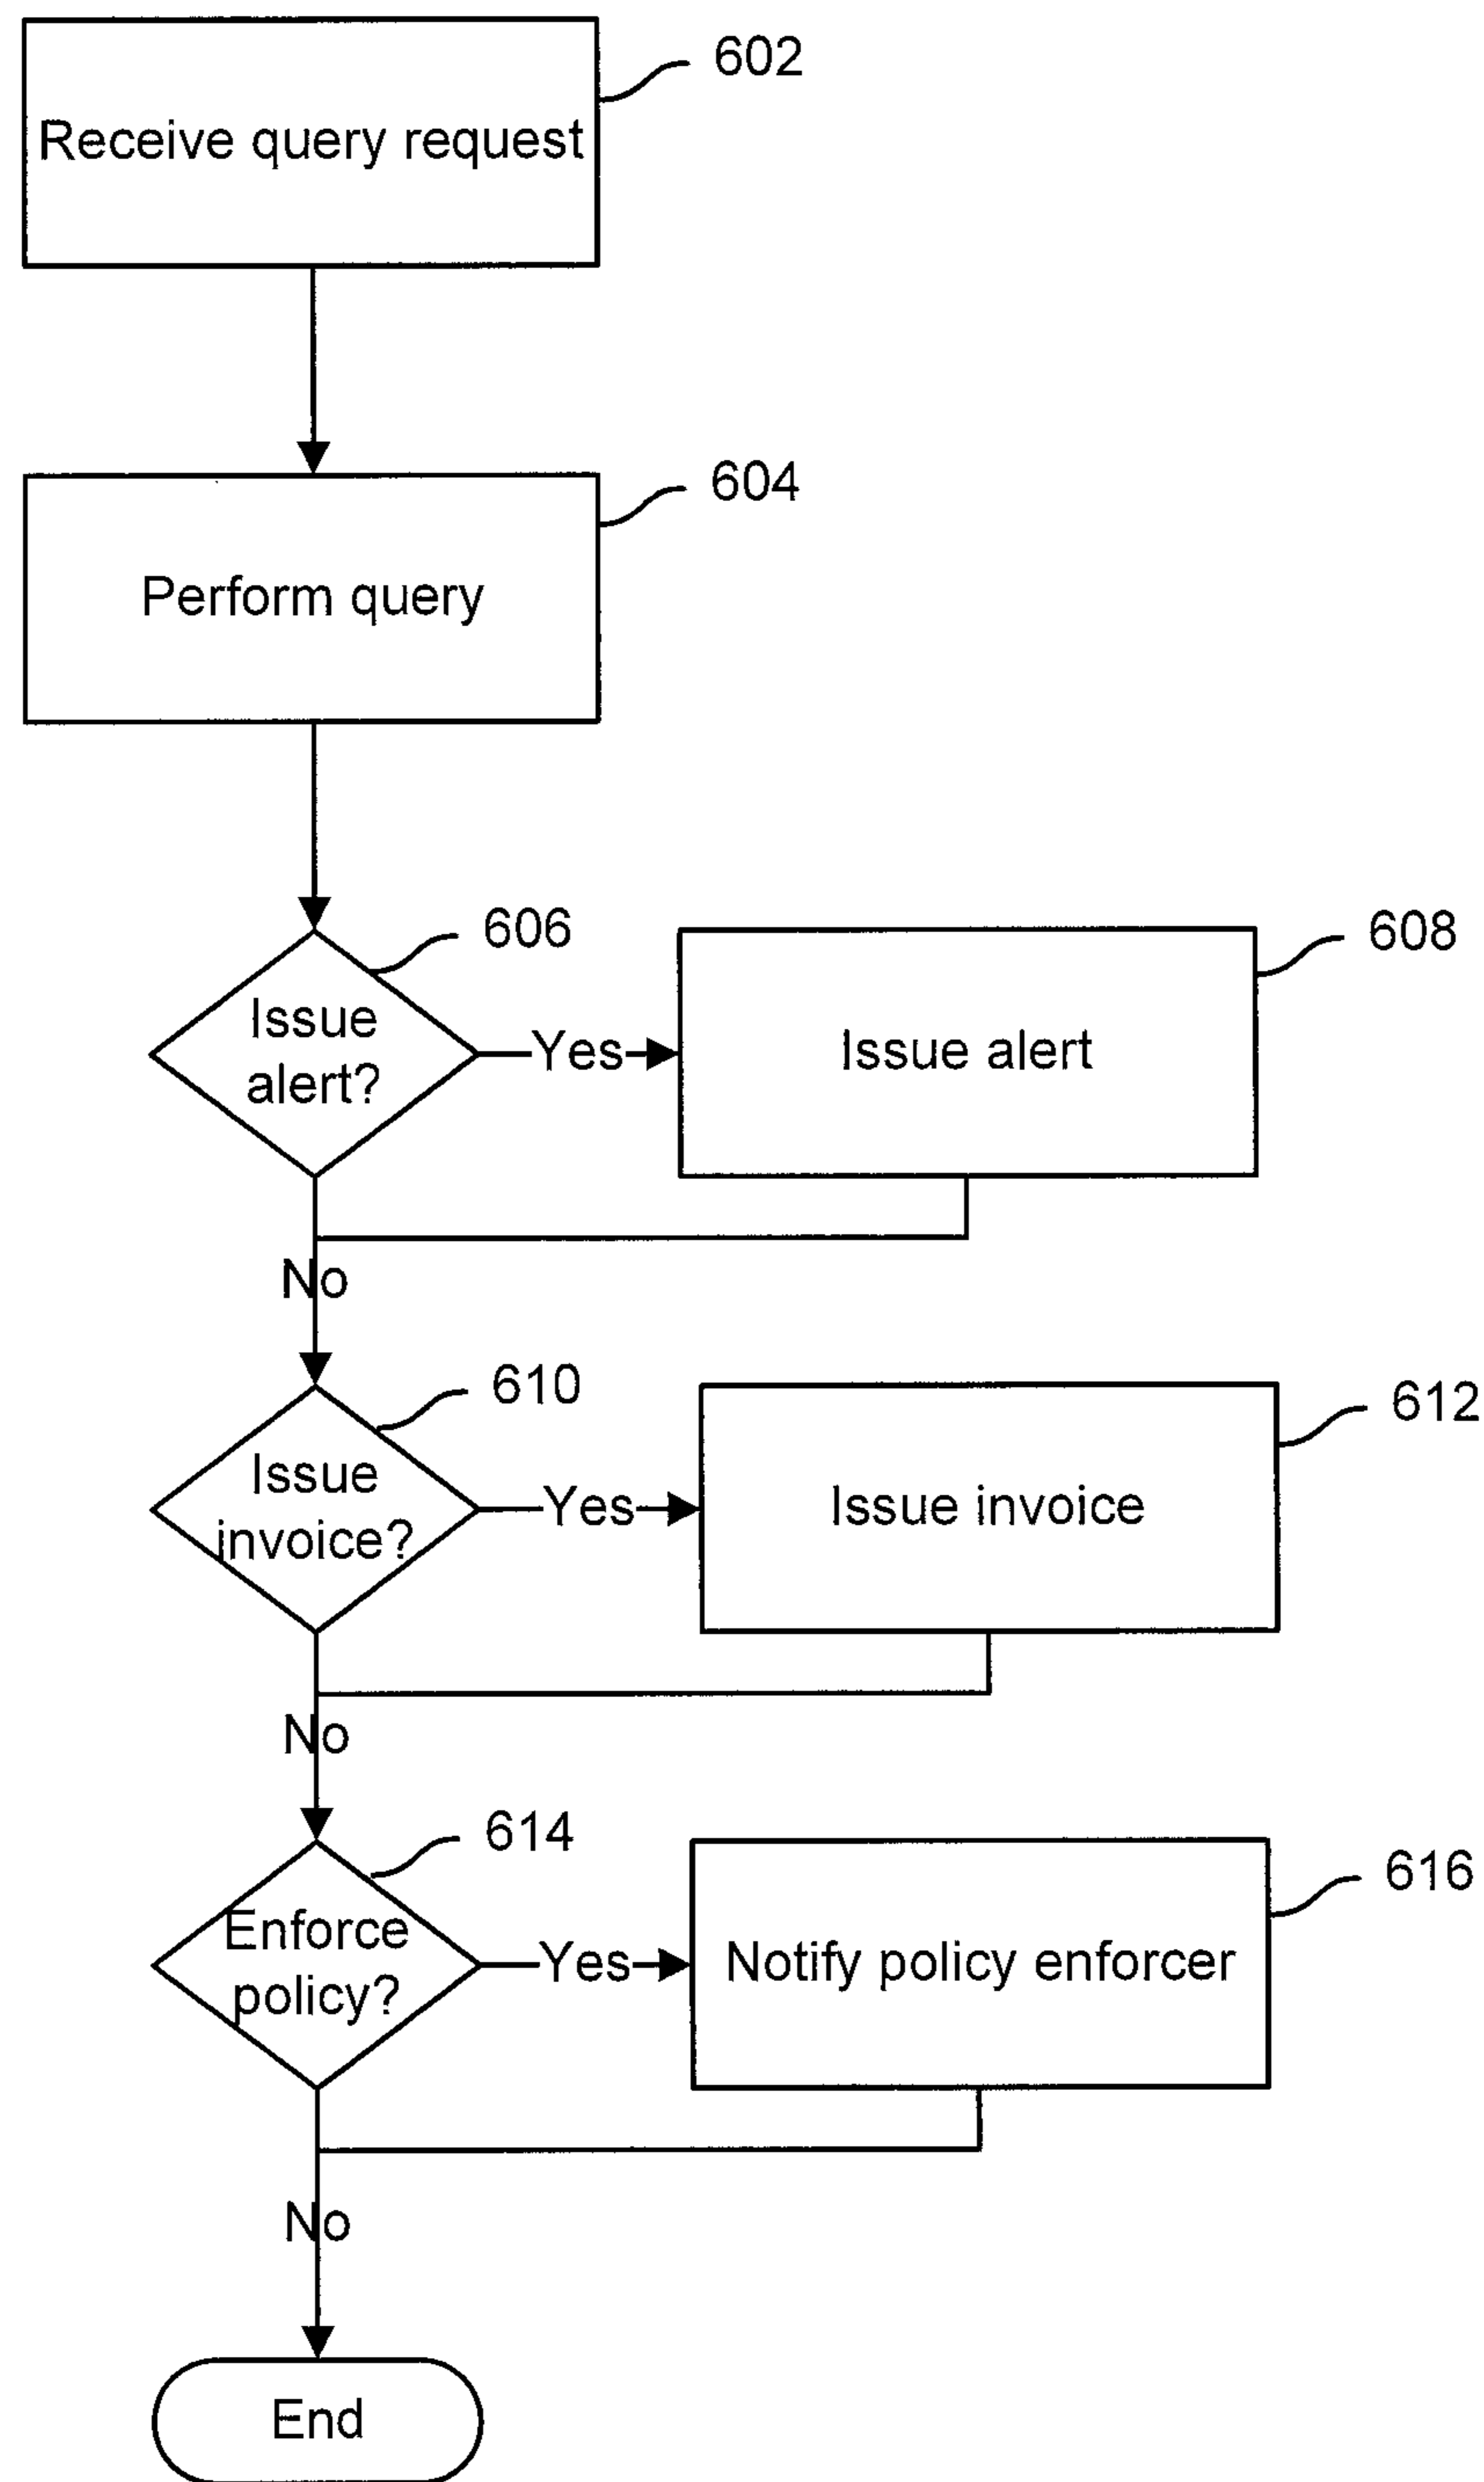 602
Receive query request
604
Perform query
606
Issue
alert?
Yes
608
Issue alert
No
610
Issue
invoice?
Yes
612
Issue invoice
No
614
Enforce
policy?
Yes
616
Notify policy enforcer
No
End